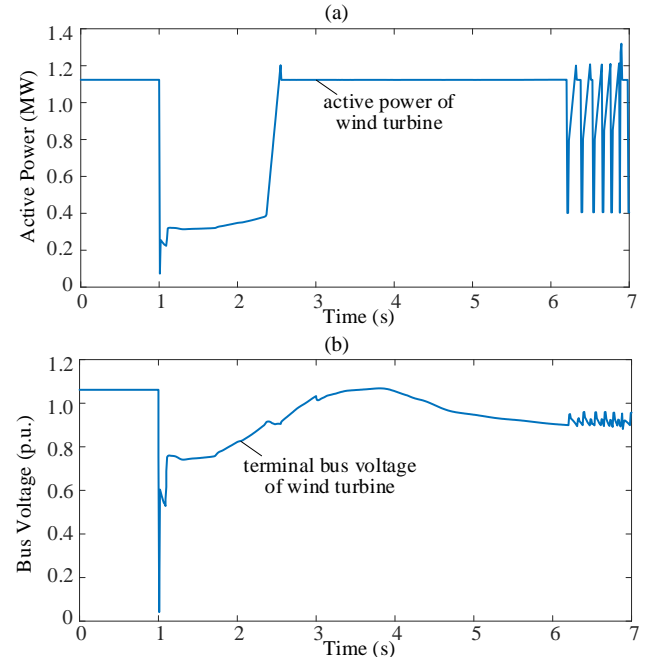 (a)
1.4
1.2
1.0
0.8
0.6
0.4
0.2
0
Active Power (MW)
active power of
wind turbine
0 1 2 3 4 5 6 7
Time (s)
(b)
1.2
1.0
0.8
0.6
0.4
0.2
0
Bus Voltage (p.u.)
terminal bus voltage
of wind turbine
0 1 2 3 4 5 6 7
Time (s)